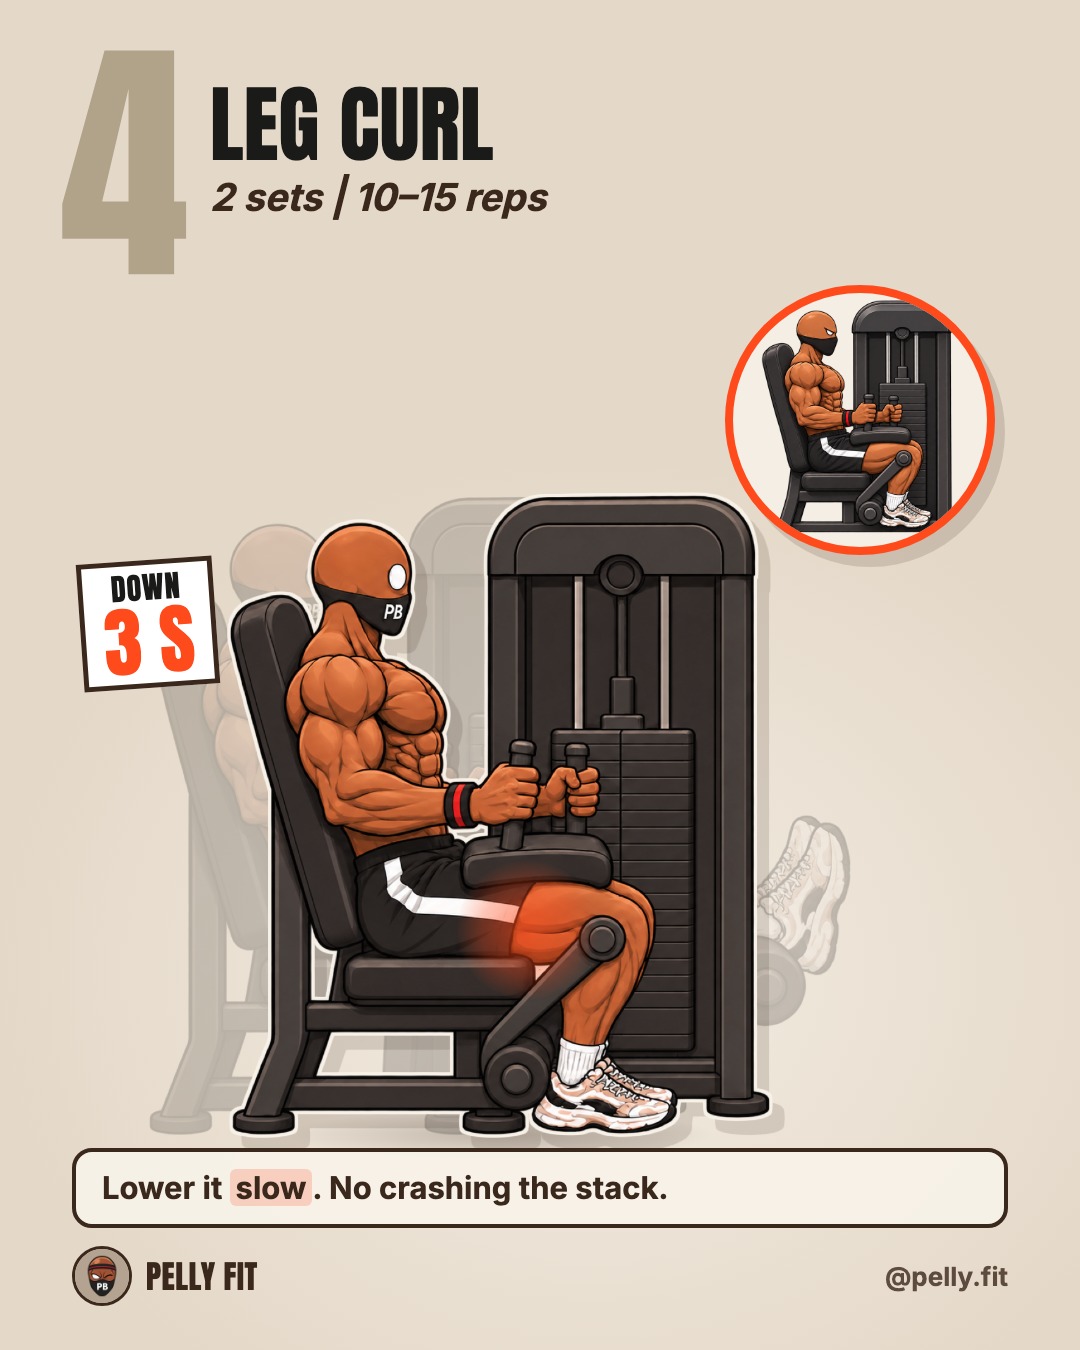 4
LEG CURL
2 sets / 10–15 reps
DOWN
3 S
PB
Lower it slow. No crashing the stack.
PB
PELLY FIT
@pelly.fit